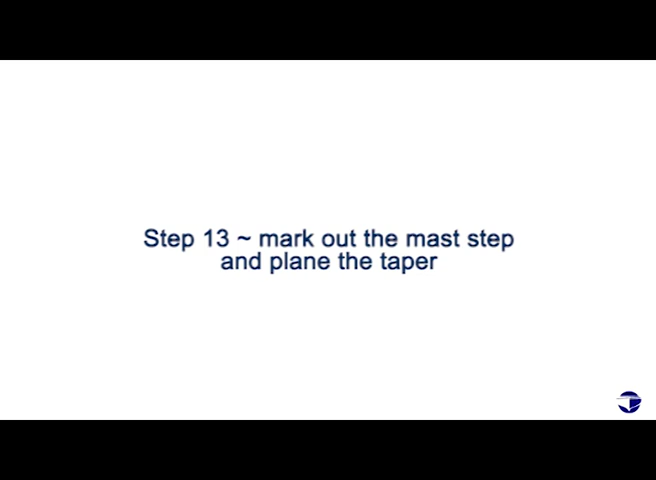 Step 13 ~ mark out the mast step
and plane the taper